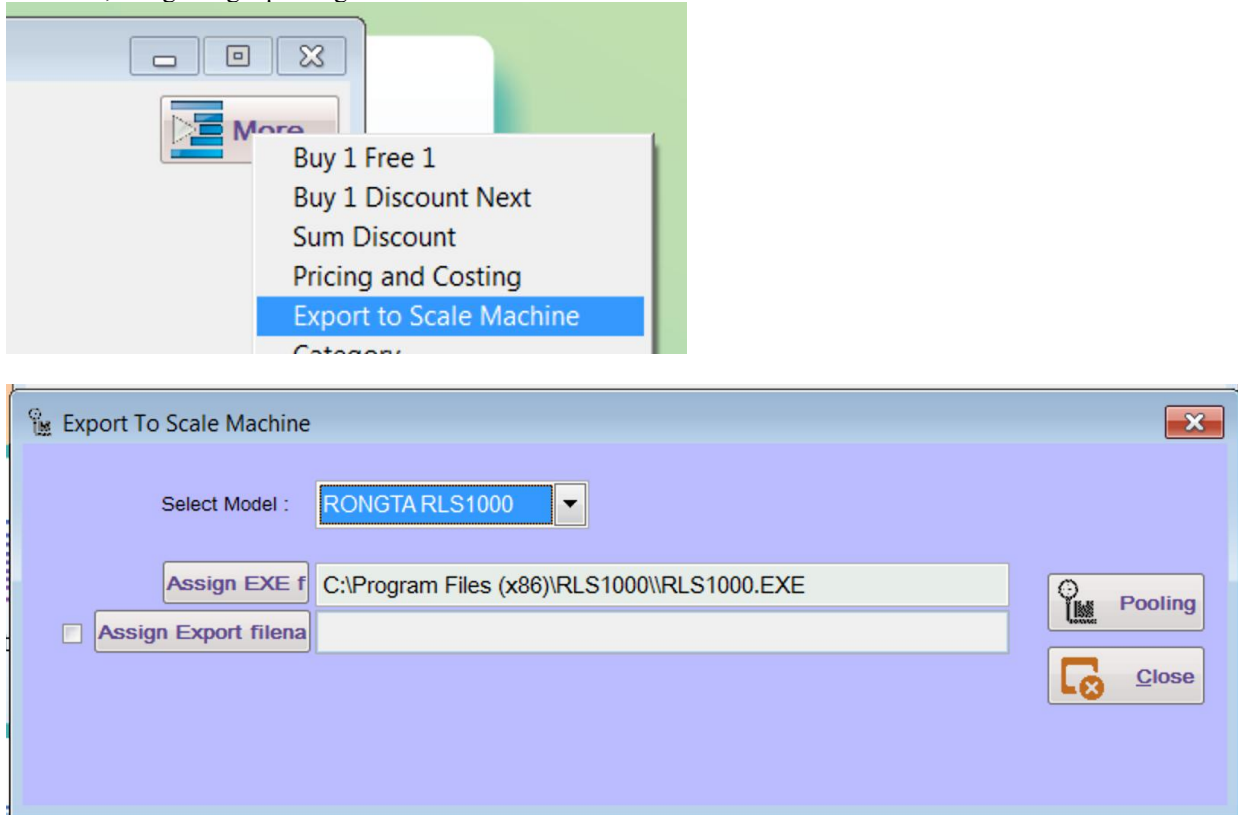 More
Buy 1 Free 1
Buy 1 Discount Next
Sum Discount
Pricing and Costing
Export to Scale Machine
Category
Export To Scale Machine
Select Model :
RONGTA RLS1000
Assign EXE f
C:\Program Files (x86)\RLS1000\\RLS1000.EXE
Pooling
Assign Export filena
Close